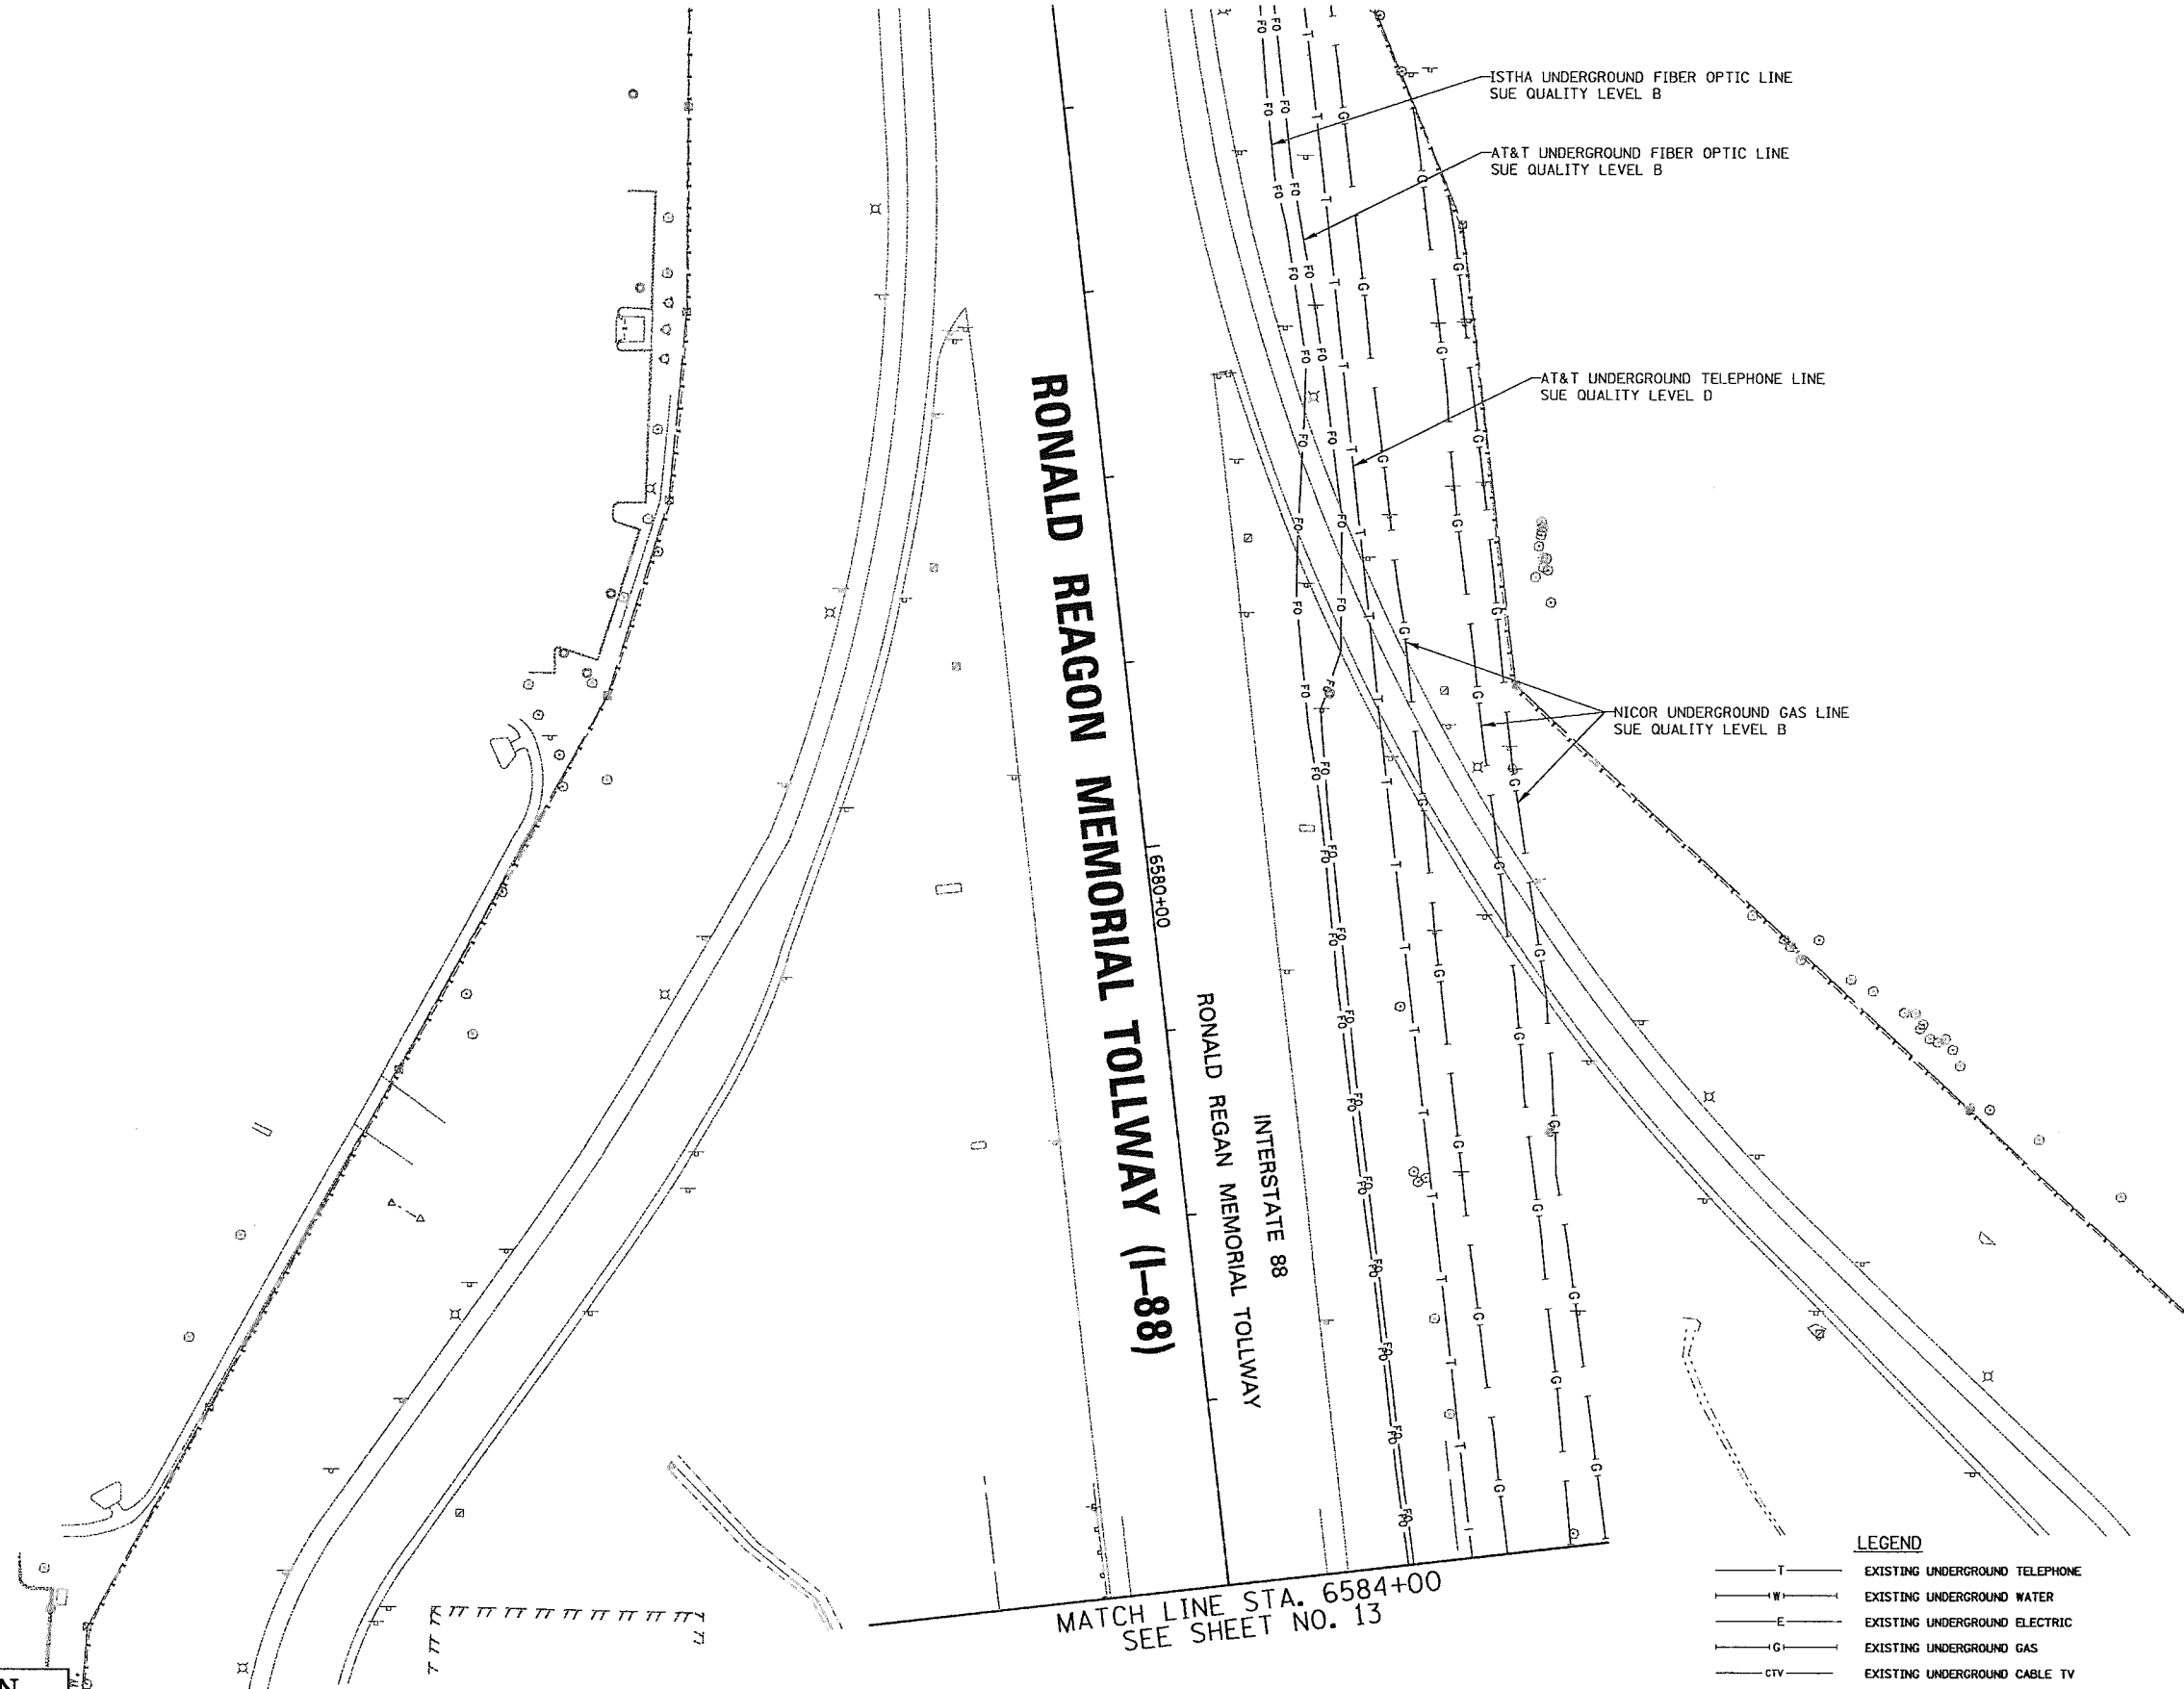 ISTHA UNDERGROUND FIBER OPTIC LINE
SUE QUALITY LEVEL B
AT&T UNDERGROUND FIBER OPTIC LINE
SUE QUALITY LEVEL B
AT&T UNDERGROUND TELEPHONE LINE
SUE QUALITY LEVEL D
NICOR UNDERGROUND GAS LINE
SUE QUALITY LEVEL B
RONALD REAGON MEMORIAL TOLLWAY (I-88)
6580+00
INTERSTATE 88
RONALD REGAN MEMORIAL TOLLWAY
MATCH LINE STA. 6584+00
SEE SHEET NO. 13
LEGEND
T EXISTING UNDERGROUND TELEPHONE
W EXISTING UNDERGROUND WATER
E EXISTING UNDERGROUND ELECTRIC
G EXISTING UNDERGROUND GAS
CTV EXISTING UNDERGROUND CABLE TV